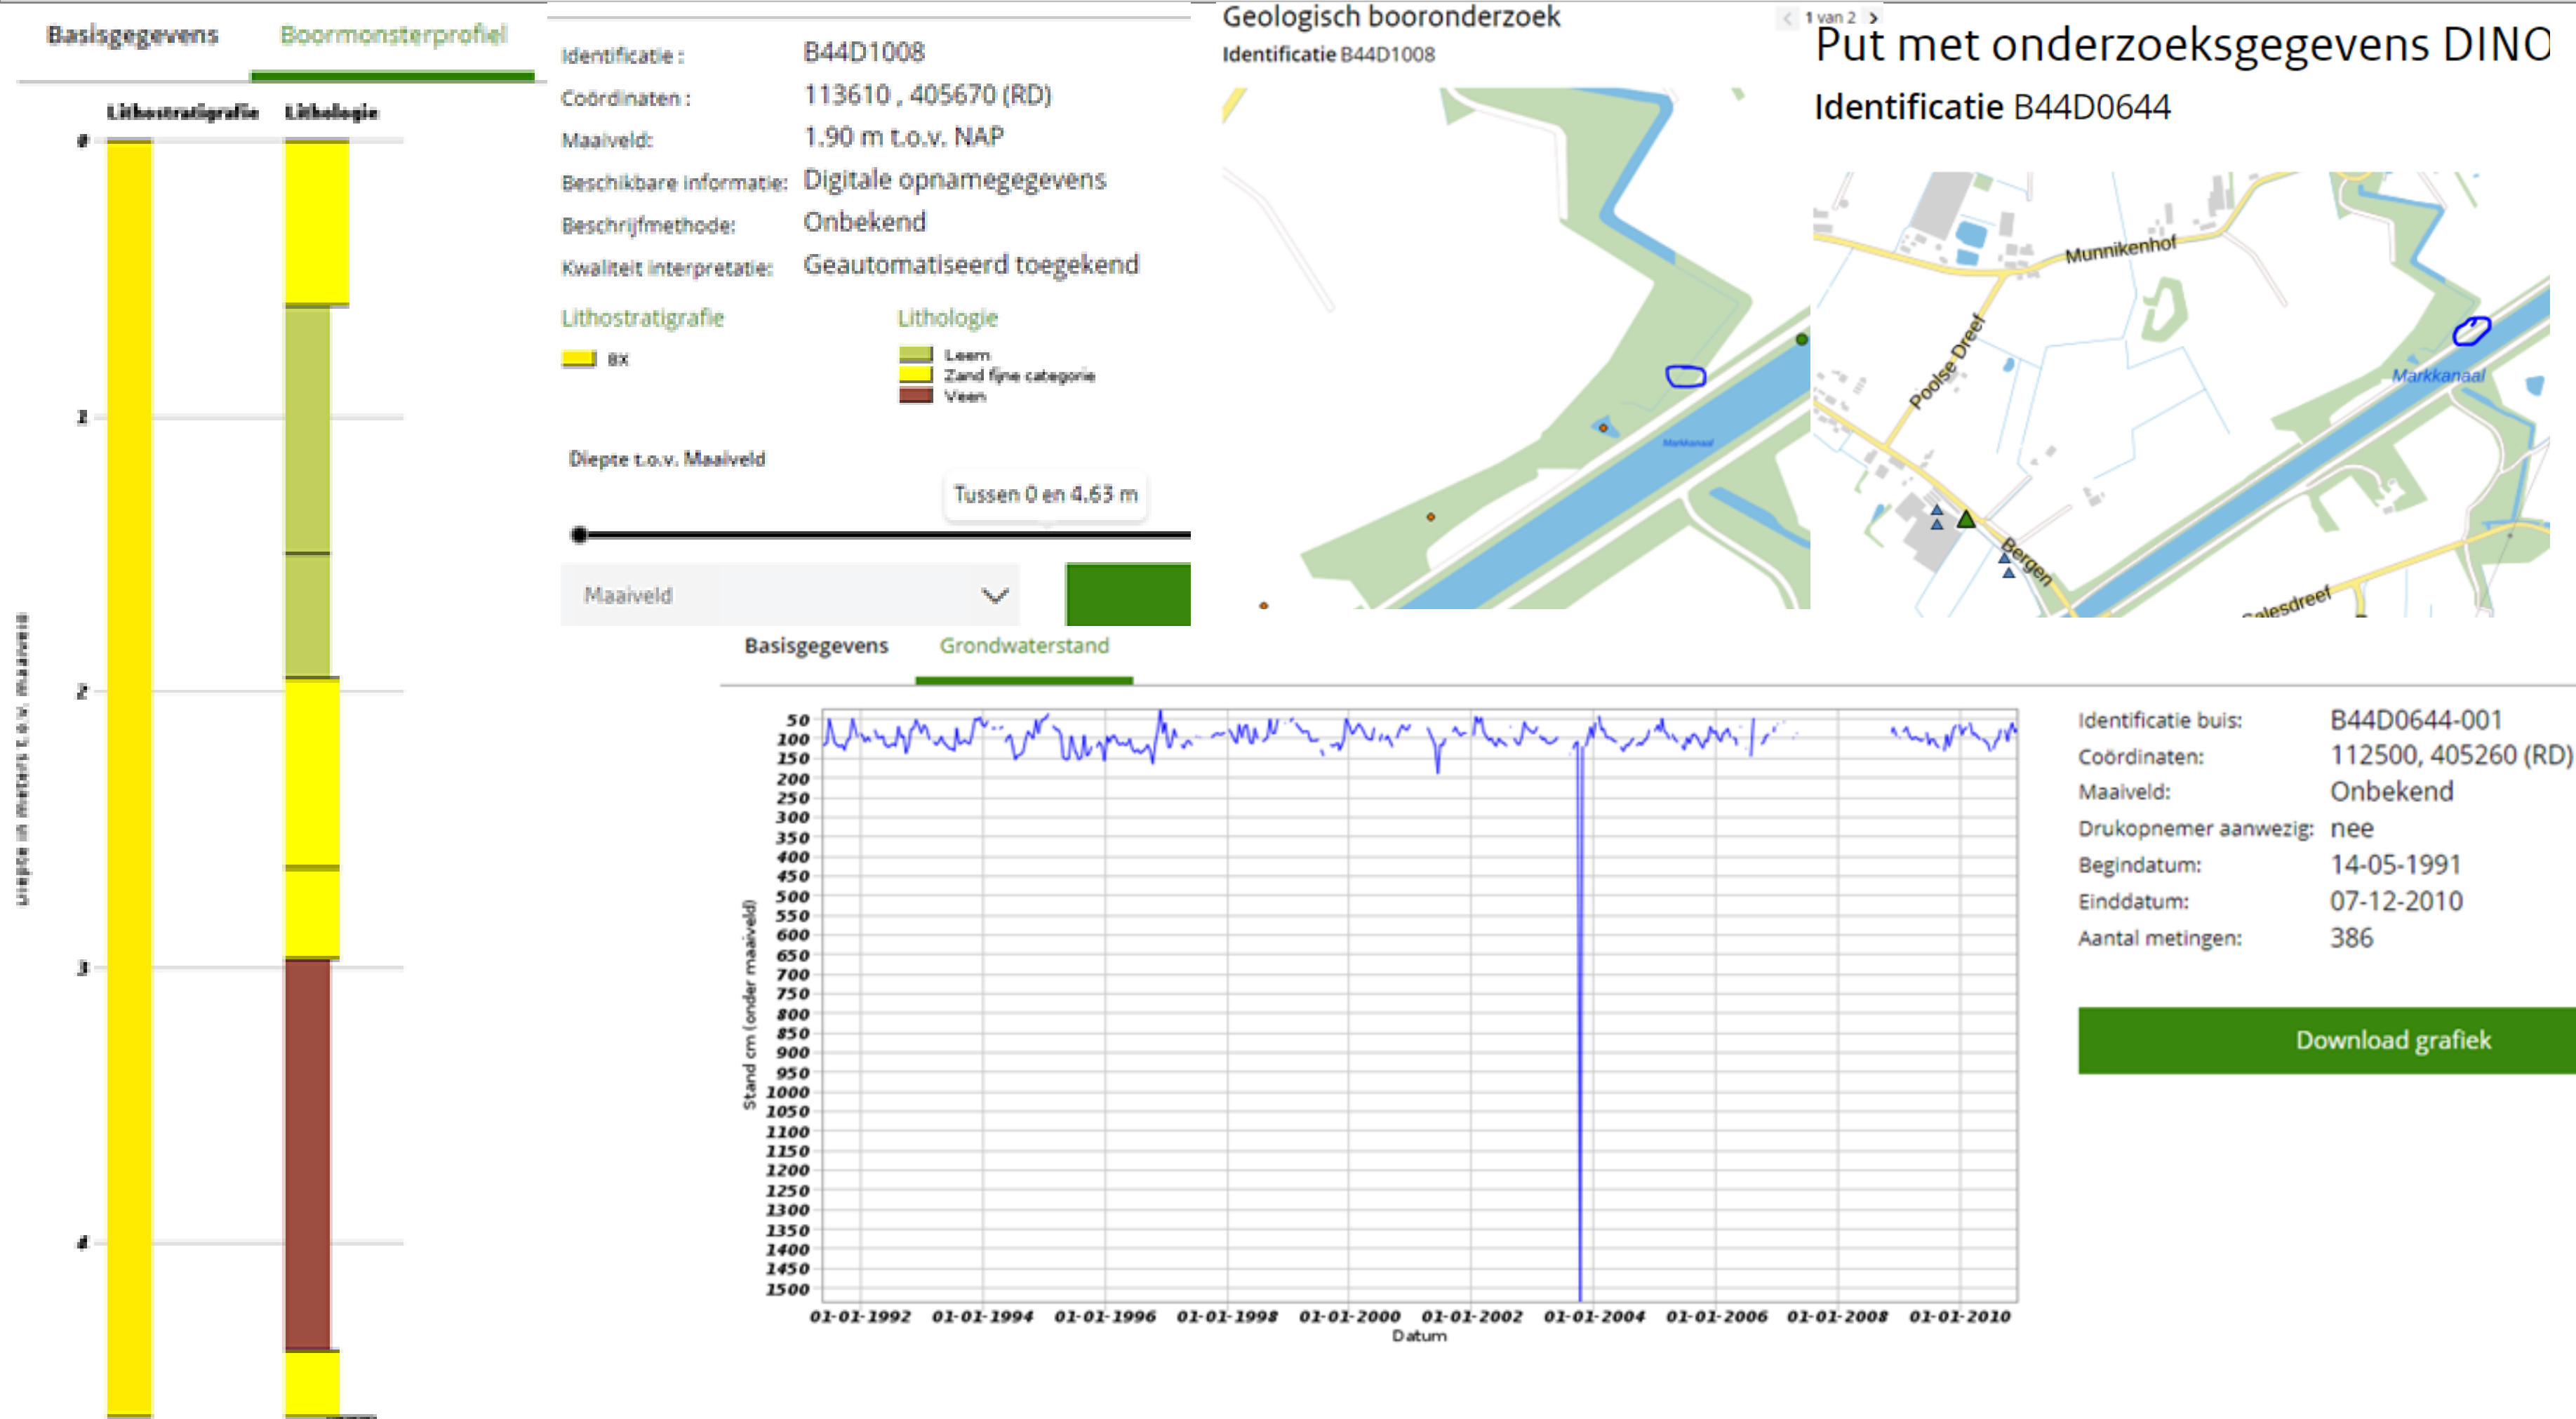 Basisgegevens Boormonsterprofiel
Lithostratigrafie Lithologie
0
1
2
3
4
Diepte in meters t.o.v. Maaiveld
Identificatie : B44D1008
Coördinaten : 113610 , 405670 (RD)
Maaiveld: 1.90 m t.o.v. NAP
Beschikbare informatie: Digitale opnamegegevens
Beschrijfmethode: Onbekend
Kwaliteit interpretatie: Geautomatiseerd toegekend
Lithostratigrafie Lithologie
BX
Leem
Zand fijne categorie
Veen
Diepte t.o.v. Maaiveld
Tussen 0 en 4.63 m
Maaiveld
Geologisch booronderzoek
Identificatie B44D1008
1 van 2
Markkanaal
Put met onderzoeksgegevens DINO
Identificatie B44D0644
Munnikenhof
Poolse Dreef
Markkanaal
Bergen
Salesdreef
Basisgegevens Grondwaterstand
Stand cm (onder maaiveld)
50
100
150
200
250
300
350
400
450
500
550
600
650
700
750
800
850
900
950
1000
1050
1100
1150
1200
1250
1300
1350
1400
1450
1500
01-01-1992 01-01-1994 01-01-1996 01-01-1998 01-01-2000 01-01-2002 01-01-2004 01-01-2006 01-01-2008 01-01-2010
Datum
Identificatie buis: B44D0644-001
Coördinaten: 112500, 405260 (RD)
Maaiveld: Onbekend
Drukopnemer aanwezig: nee
Begindatum: 14-05-1991
Einddatum: 07-12-2010
Aantal metingen: 386
Download grafiek